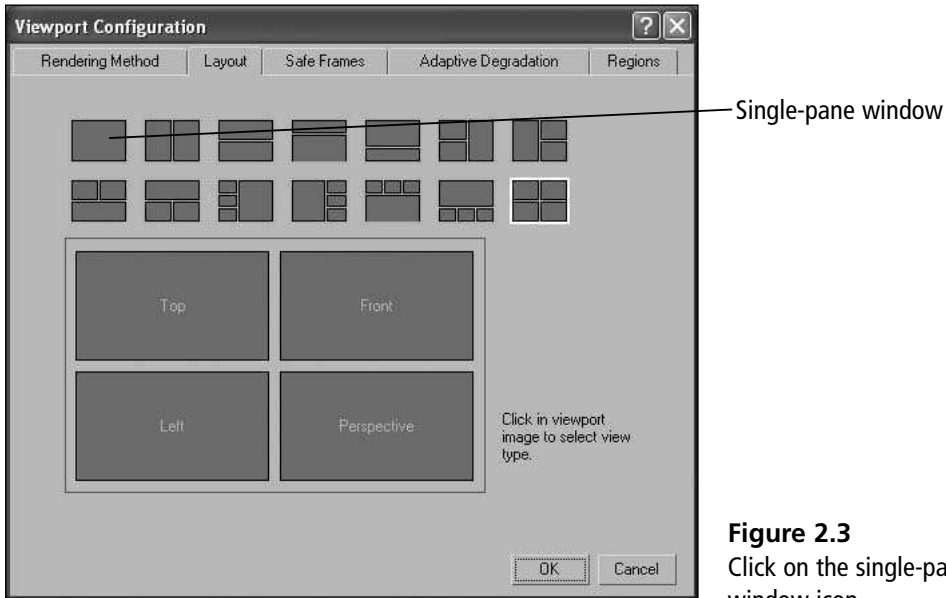 Viewport Configuration
Rendering Method
Layout
Safe Frames
Adaptive Degradation
Regions
Single-pane window
Top
Front
Left
Perspective
Click in viewport
image to select view
type.
OK
Cancel
Figure 2.3
Click on the single-pa
window icon